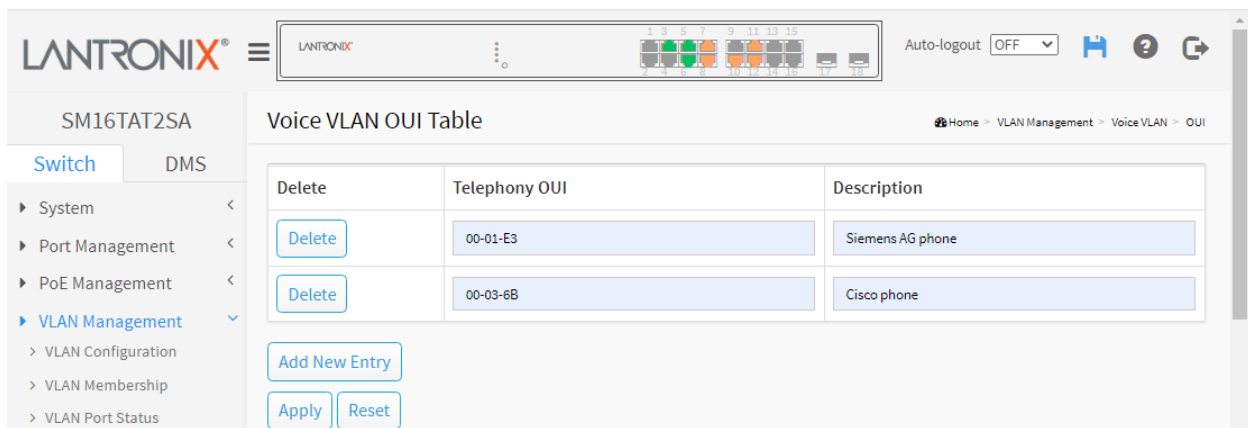 LANTRONIX®
LANTRONIX
1 3 5 7 9 11 13 15
2 4 6 8 10 12 14 16 17 18
Auto-logout OFF
SM16TAT2SA
Switch DMS
System
Port Management
PoE Management
VLAN Management
VLAN Configuration
VLAN Membership
VLAN Port Status
Voice VLAN OUI Table
Home > VLAN Management > Voice VLAN > OUI
Delete Telephony OUI Description
Delete 00-01-E3 Siemens AG phone
Delete 00-03-6B Cisco phone
Add New Entry
Apply Reset